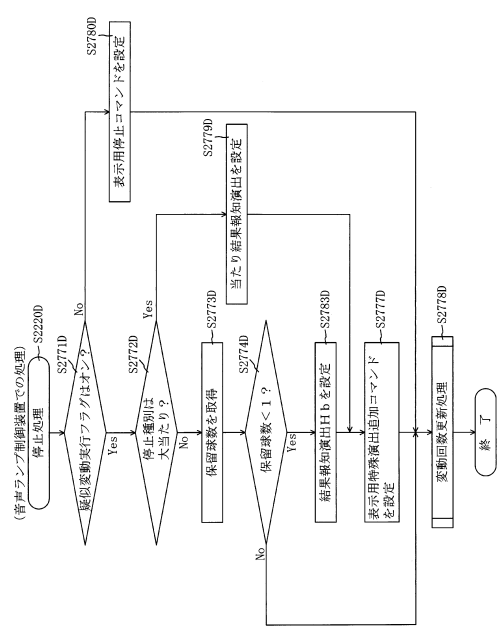 (音声ランプ制御装置での処理)
停止処理
S2220D
疑似変動実行フラグはオン?
S2771D
No
Yes
表示用停止コマンドを設定
S2780D
停止種別は
大当たり?
S2772D
Yes
No
当たり結果報知演出を設定
S2779D
保留球数を取得
S2773D
保留球数<1?
S2774D
No
Yes
結果報知演出Hbを設定
S2783D
表示用特殊演出追加コマンド
を設定
S2777D
変動回数更新処理
S2778D
終 了